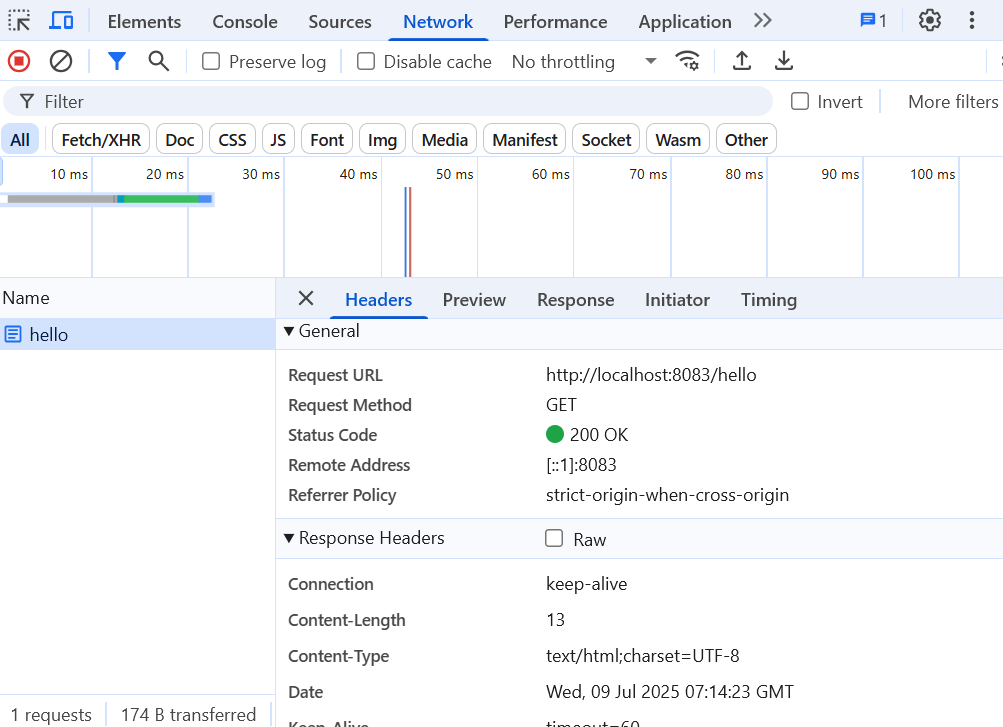 Elements Console Sources Network Performance Application 1
Preserve log Disable cache No throttling
Filter Invert More filters
All Fetch/XHR Doc CSS JS Font Img Media Manifest Socket Wasm Other
10 ms 20 ms 30 ms 40 ms 50 ms 60 ms 70 ms 80 ms 90 ms 100 ms
Name Headers Preview Response Initiator Timing
hello
General
Request URL http://localhost:8083/hello
Request Method GET
Status Code 200 OK
Remote Address [::1]:8083
Referrer Policy strict-origin-when-cross-origin
Response Headers Raw
Connection keep-alive
Content-Length 13
Content-Type text/html;charset=UTF-8
Date Wed, 09 Jul 2025 07:14:23 GMT
Keep-Alive timeout=60
1 requests 174 B transferred